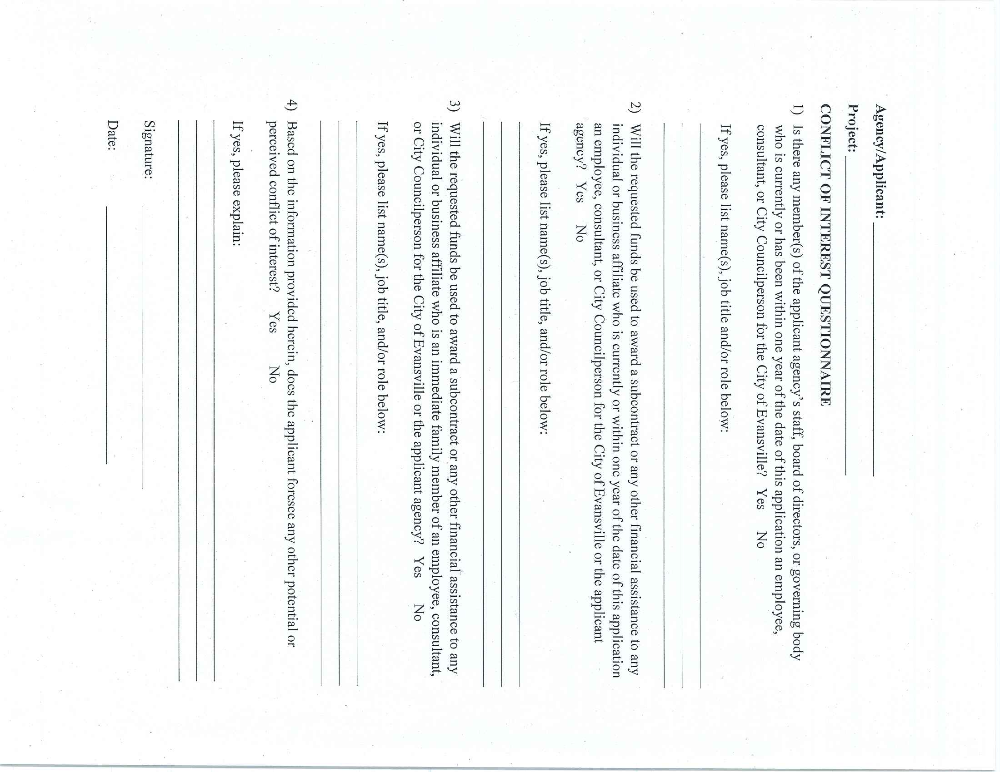 Agency/Applicant:
Project:
CONFLICT OF INTEREST QUESTIONNAIRE
1) Is there any member(s) of the applicant agency's staff, board of directors, or governing body
who is currently or has been within one year of the date of this application an employee,
consultant, or City Councilperson for the City of Evansville? Yes No
If yes, please list name(s), job title and/or role below:
2) Will the requested funds be used to award a subcontract or any other financial assistance to any
individual or business affiliate who is currently or within one year of the date of this application
an employee, consultant, or City Councilperson for the City of Evansville or the applicant
agency? Yes No
If yes, please list name(s), job title, and/or role below:
3) Will the requested funds be used to award a subcontract or any other financial assistance to any
individual or business affiliate who is an immediate family member of an employee, consultant,
or City Councilperson for the City of Evansville or the applicant agency? Yes No
If yes, please list name(s), job title, and/or role below:
4) Based on the information provided herein, does the applicant foresee any other potential or
perceived conflict of interest? Yes No
If yes, please explain:
Signature:
Date: